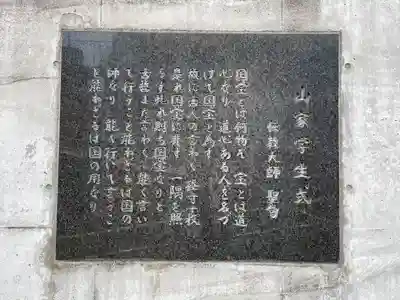 山家学生式
伝教大師 聖句
国宝とは何物ぞ 宝とは道
心なり 道心ある人を名づ
けて国宝と為す
故に古人の言わく 径寸十枚
是れ国宝に非ず 一隅を照
らす此れ則ち国宝なりと
古哲また云わく 能く言い
て行うこと能わざるは国の
師なり 能く行いて言うこ
と能わざるは国の用なり